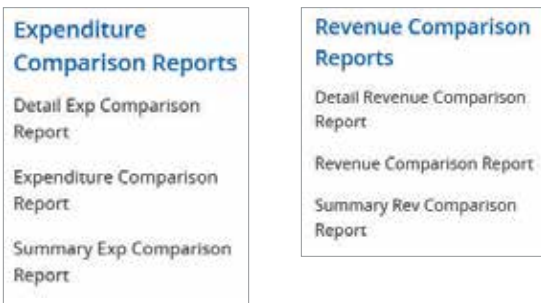 Expenditure
Comparison Reports
Detail Exp Comparison
Report
Expenditure Comparison
Report
Summary Exp Comparison
Report
Revenue Comparison
Reports
Detail Revenue Comparison
Report
Revenue Comparison Report
Summary Rev Comparison
Report